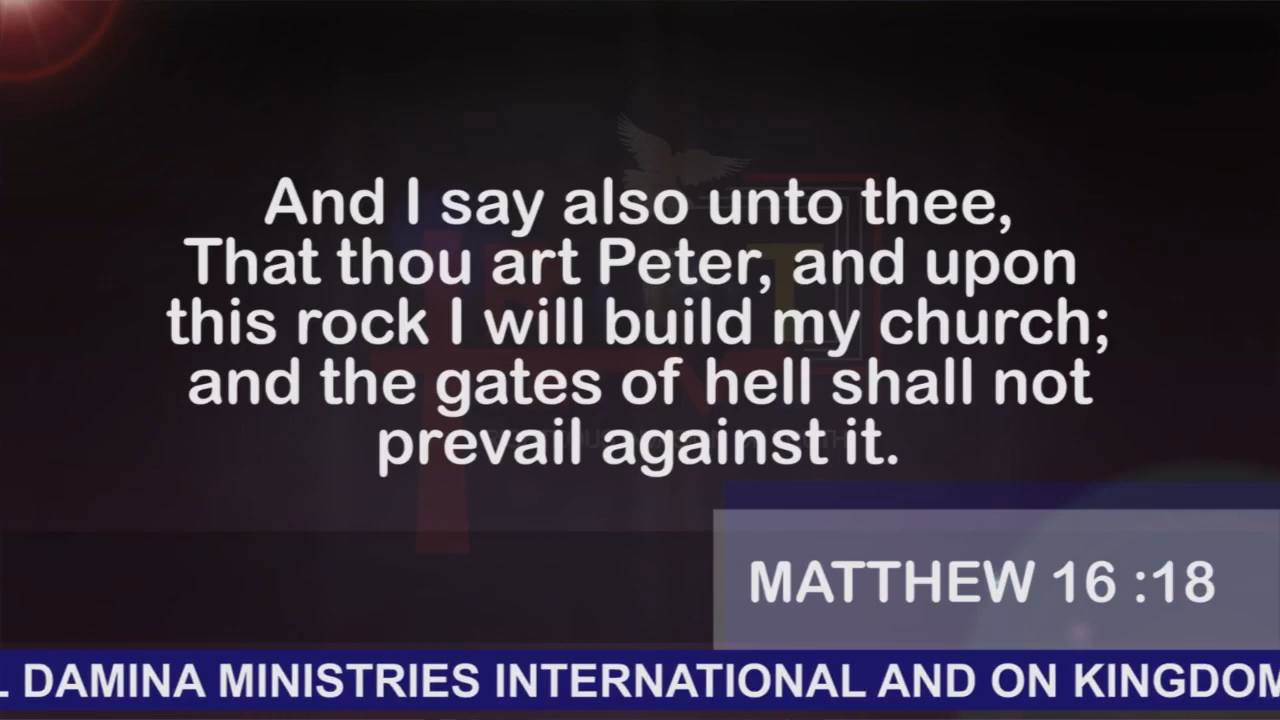 And I say also unto thee,
That thou art Peter, and upon
this rock I will build my church;
and the gates of hell shall not
prevail against it.
MATTHEW 16 :18
DAMINA MINISTRIES INTERNATIONAL AND ON KINGDOM